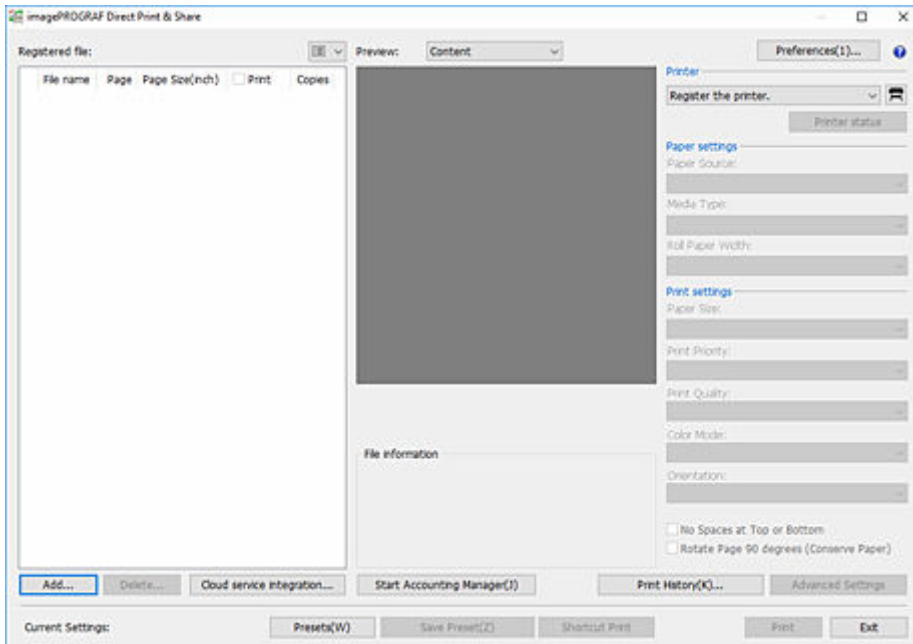 imagePROGRAF Direct Print & Share
Registered file:
Preview: Content
Preferences(1)...
File name Page Page Size(inch) Print Copies
Printer
Register the printer.
Printer status
Paper settings
Paper Source:
Media Type:
Roll Paper Width:
Print settings
Paper Size:
Print Priority:
Print Quality:
Color Mode:
Orientation:
File information
No Spaces at Top or Bottom
Rotate Page 90 degrees (Conserve Paper)
Add... Delete... Cloud service integration... Start Accounting Manager(J) Print History(K)... Advanced Settings
Current Settings: Presets(W) Save Preset(Z) Shortcut Print Print Exit